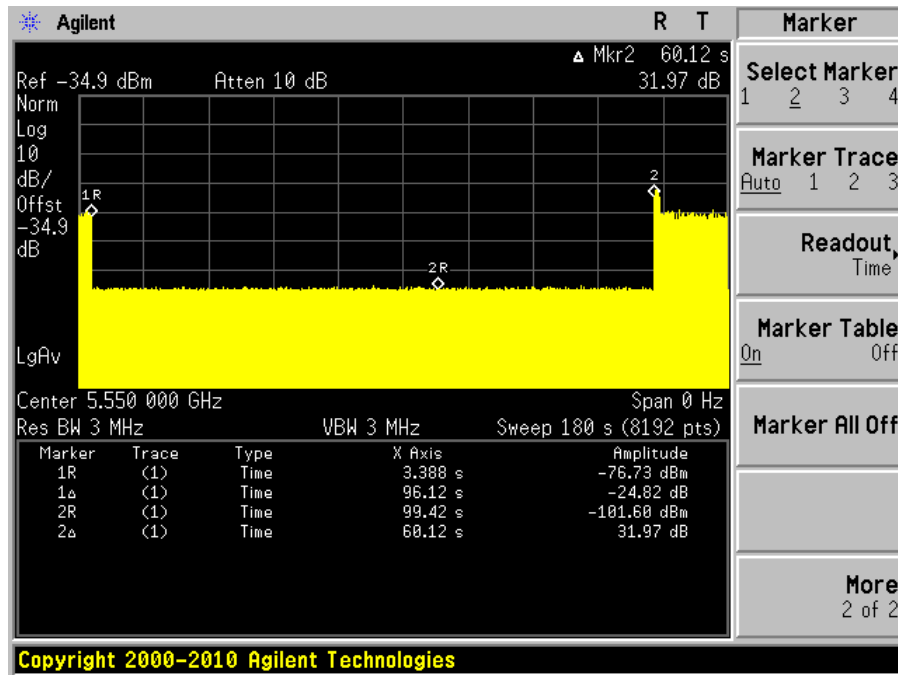 Agilent R T
Marker
Δ Mkr2 60.12 s
Ref -34.9 dBm Atten 10 dB 31.97 dB
Norm
Log
10
dB/
Offst
-34.9
dB
1R
2R
2
LgAv
Center 5.550 000 GHz Span 0 Hz
Res BW 3 MHz VBW 3 MHz Sweep 180 s (8192 pts)
Marker Trace Type X Axis Amplitude
1R (1) Time 3.388 s -76.73 dBm
1Δ (1) Time 96.12 s -24.82 dB
2R (1) Time 99.42 s -101.60 dBm
2Δ (1) Time 60.12 s 31.97 dB
Select Marker
1 2 3 4
Marker Trace
Auto 1 2 3
Readout
Time
Marker Table
On Off
Marker All Off
More
2 of 2
Copyright 2000-2010 Agilent Technologies